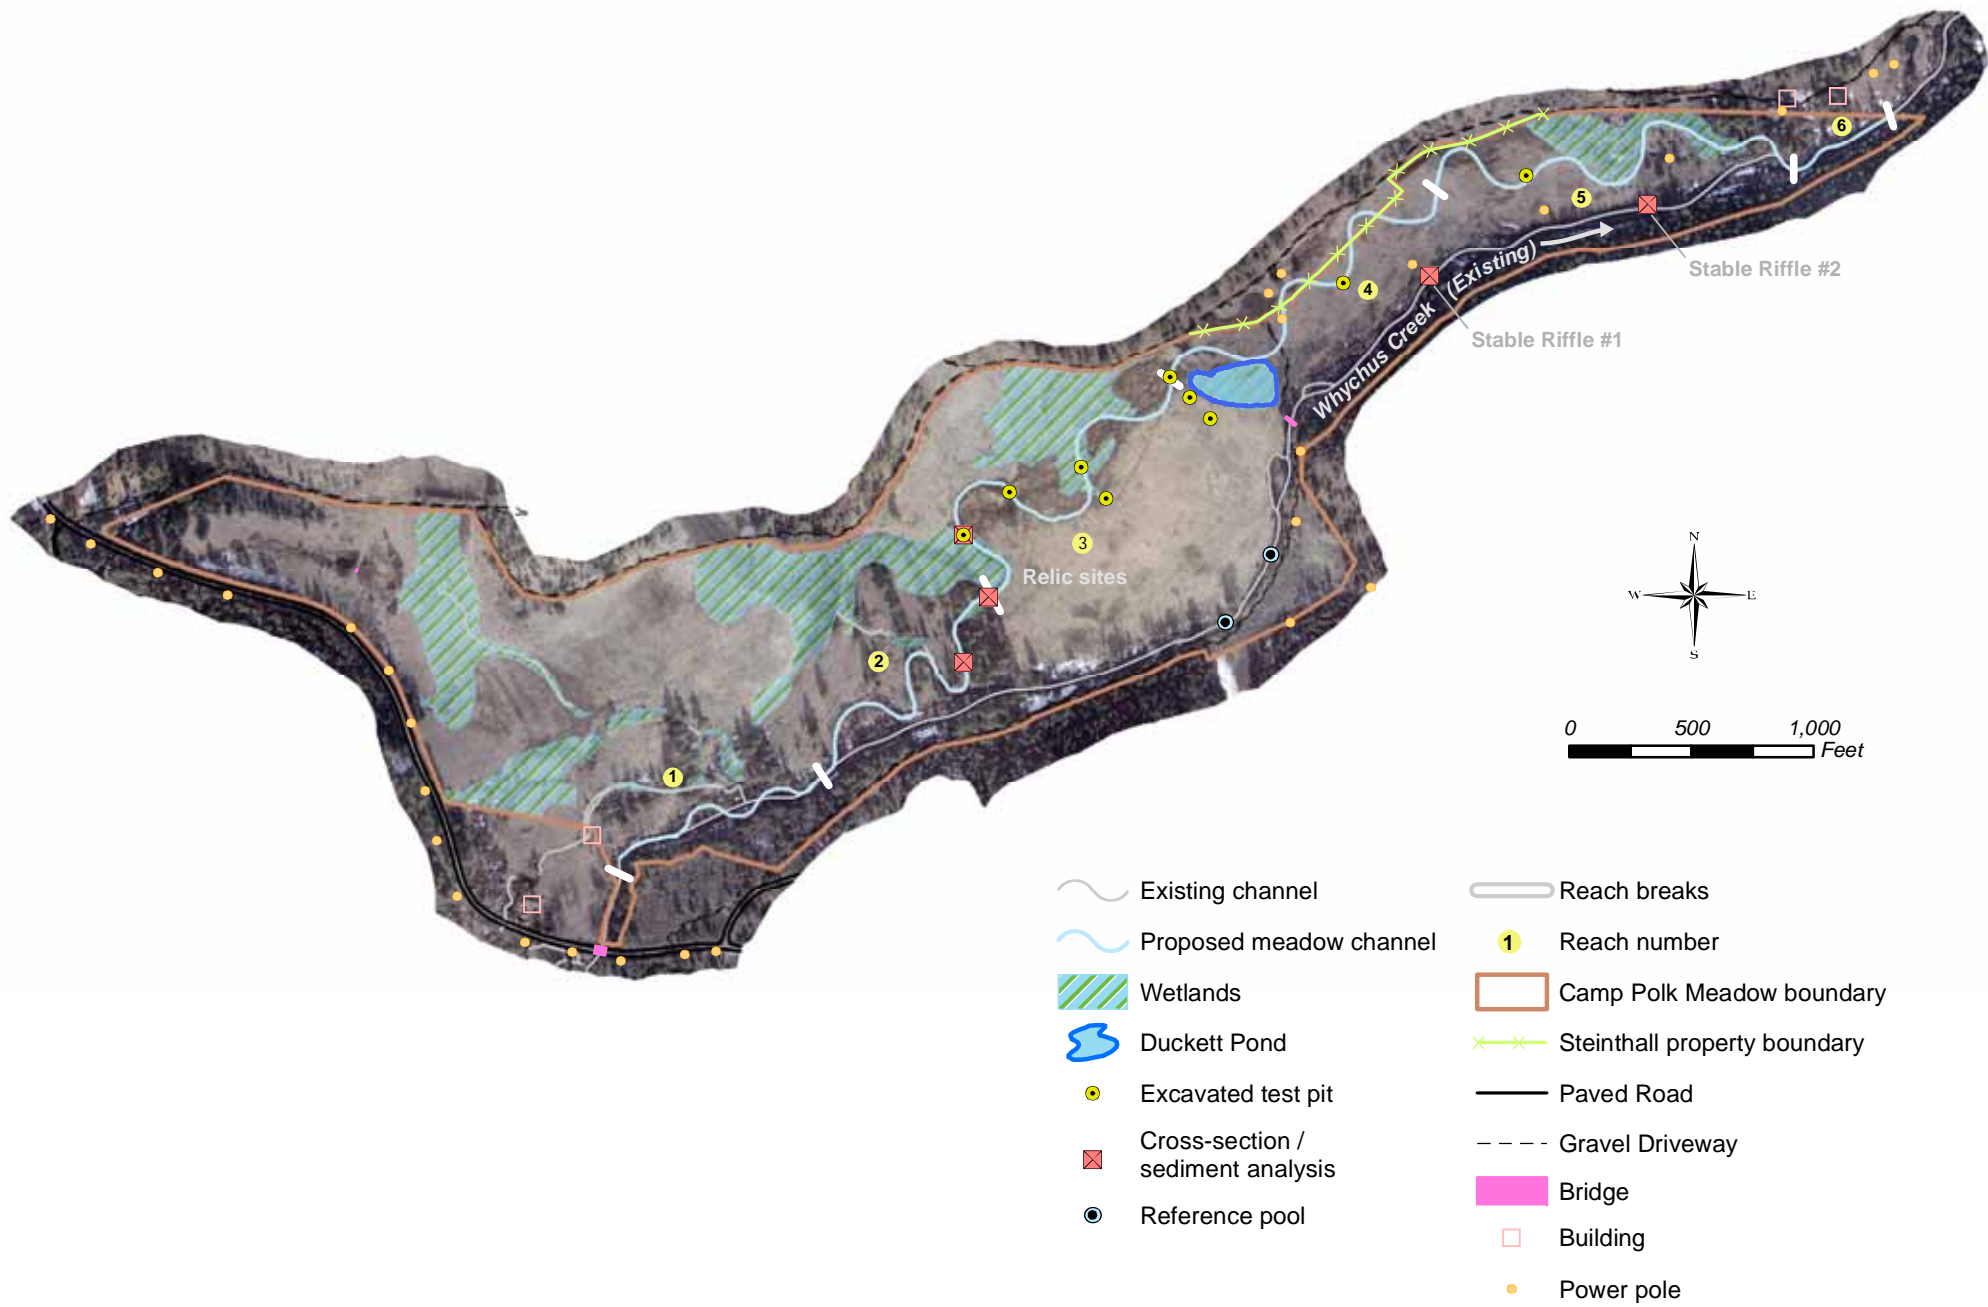 6
5
Stable Riffle #2
4
Whychus Creek (Existing)
Stable Riffle #1
3
Relic sites
2
1
N
W
E
S
0 500 1,000
Feet
Existing channel
Proposed meadow channel
Wetlands
Duckett Pond
Excavated test pit
Cross-section /
sediment analysis
Reference pool
Reach breaks
1 Reach number
Camp Polk Meadow boundary
Steinthall property boundary
Paved Road
Gravel Driveway
Bridge
Building
Power pole